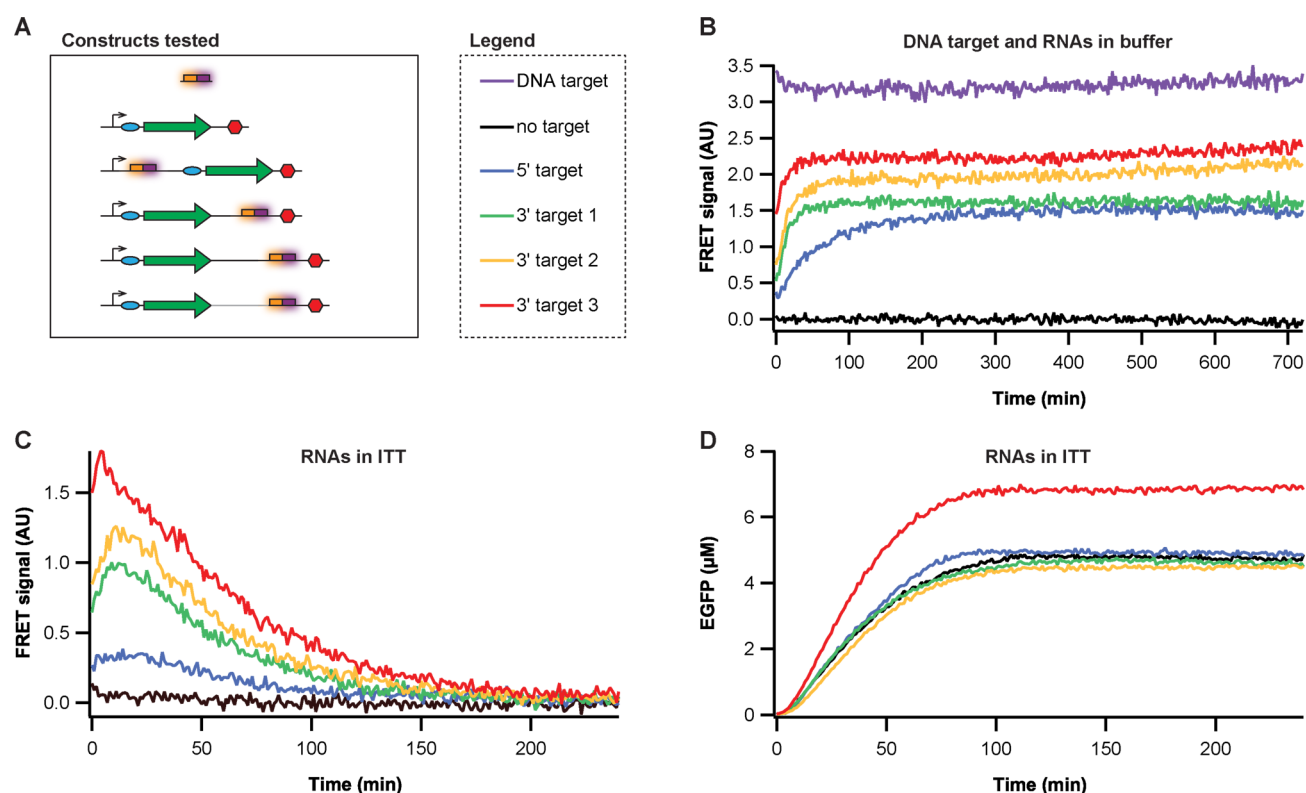 A
Constructs tested
Legend
DNA target
no target
5' target
3' target 1
3' target 2
3' target 3
B
DNA target and RNAs in buffer
FRET signal (AU)
3.5
3.0
2.5
2.0
1.5
1.0
0.5
0.0
0 100 200 300 400 500 600 700
Time (min)
C
RNAs in ITT
FRET signal (AU)
1.5
1.0
0.5
0.0
0 50 100 150 200
Time (min)
D
RNAs in ITT
EGFP (µM)
8
6
4
2
0
0 50 100 150 200
Time (min)